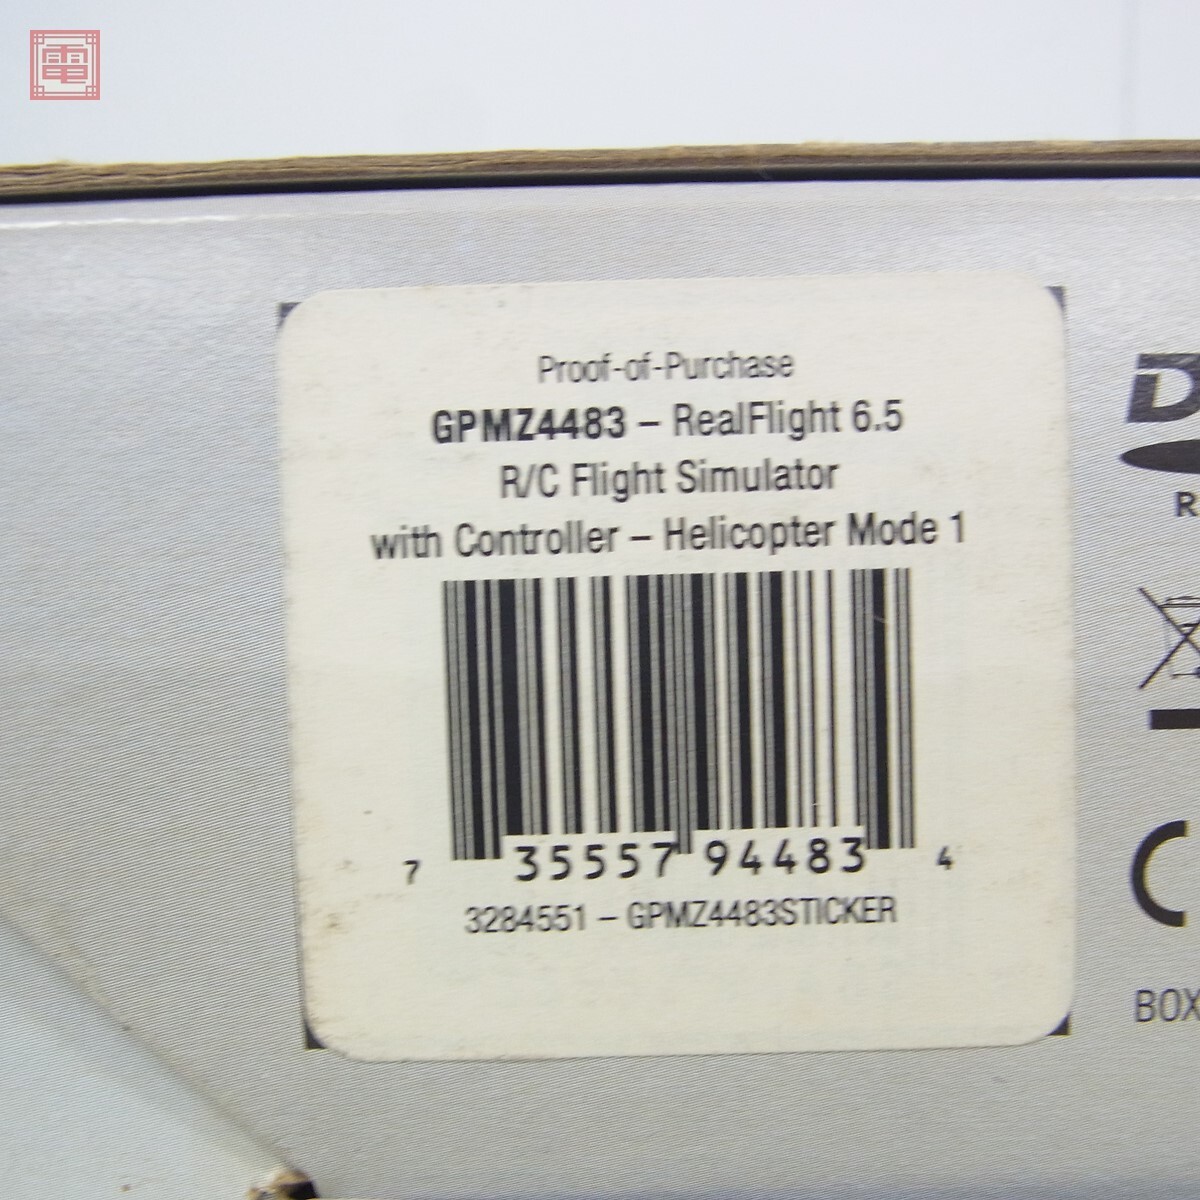 電
Proof-of-Purchase
GPMZ4483 – RealFlight 6.5
R/C Flight Simulator
with Controller – Helicopter Mode 1
7 35557 94483 4
3284551 – GPMZ4483STICKER
D
R
BOX